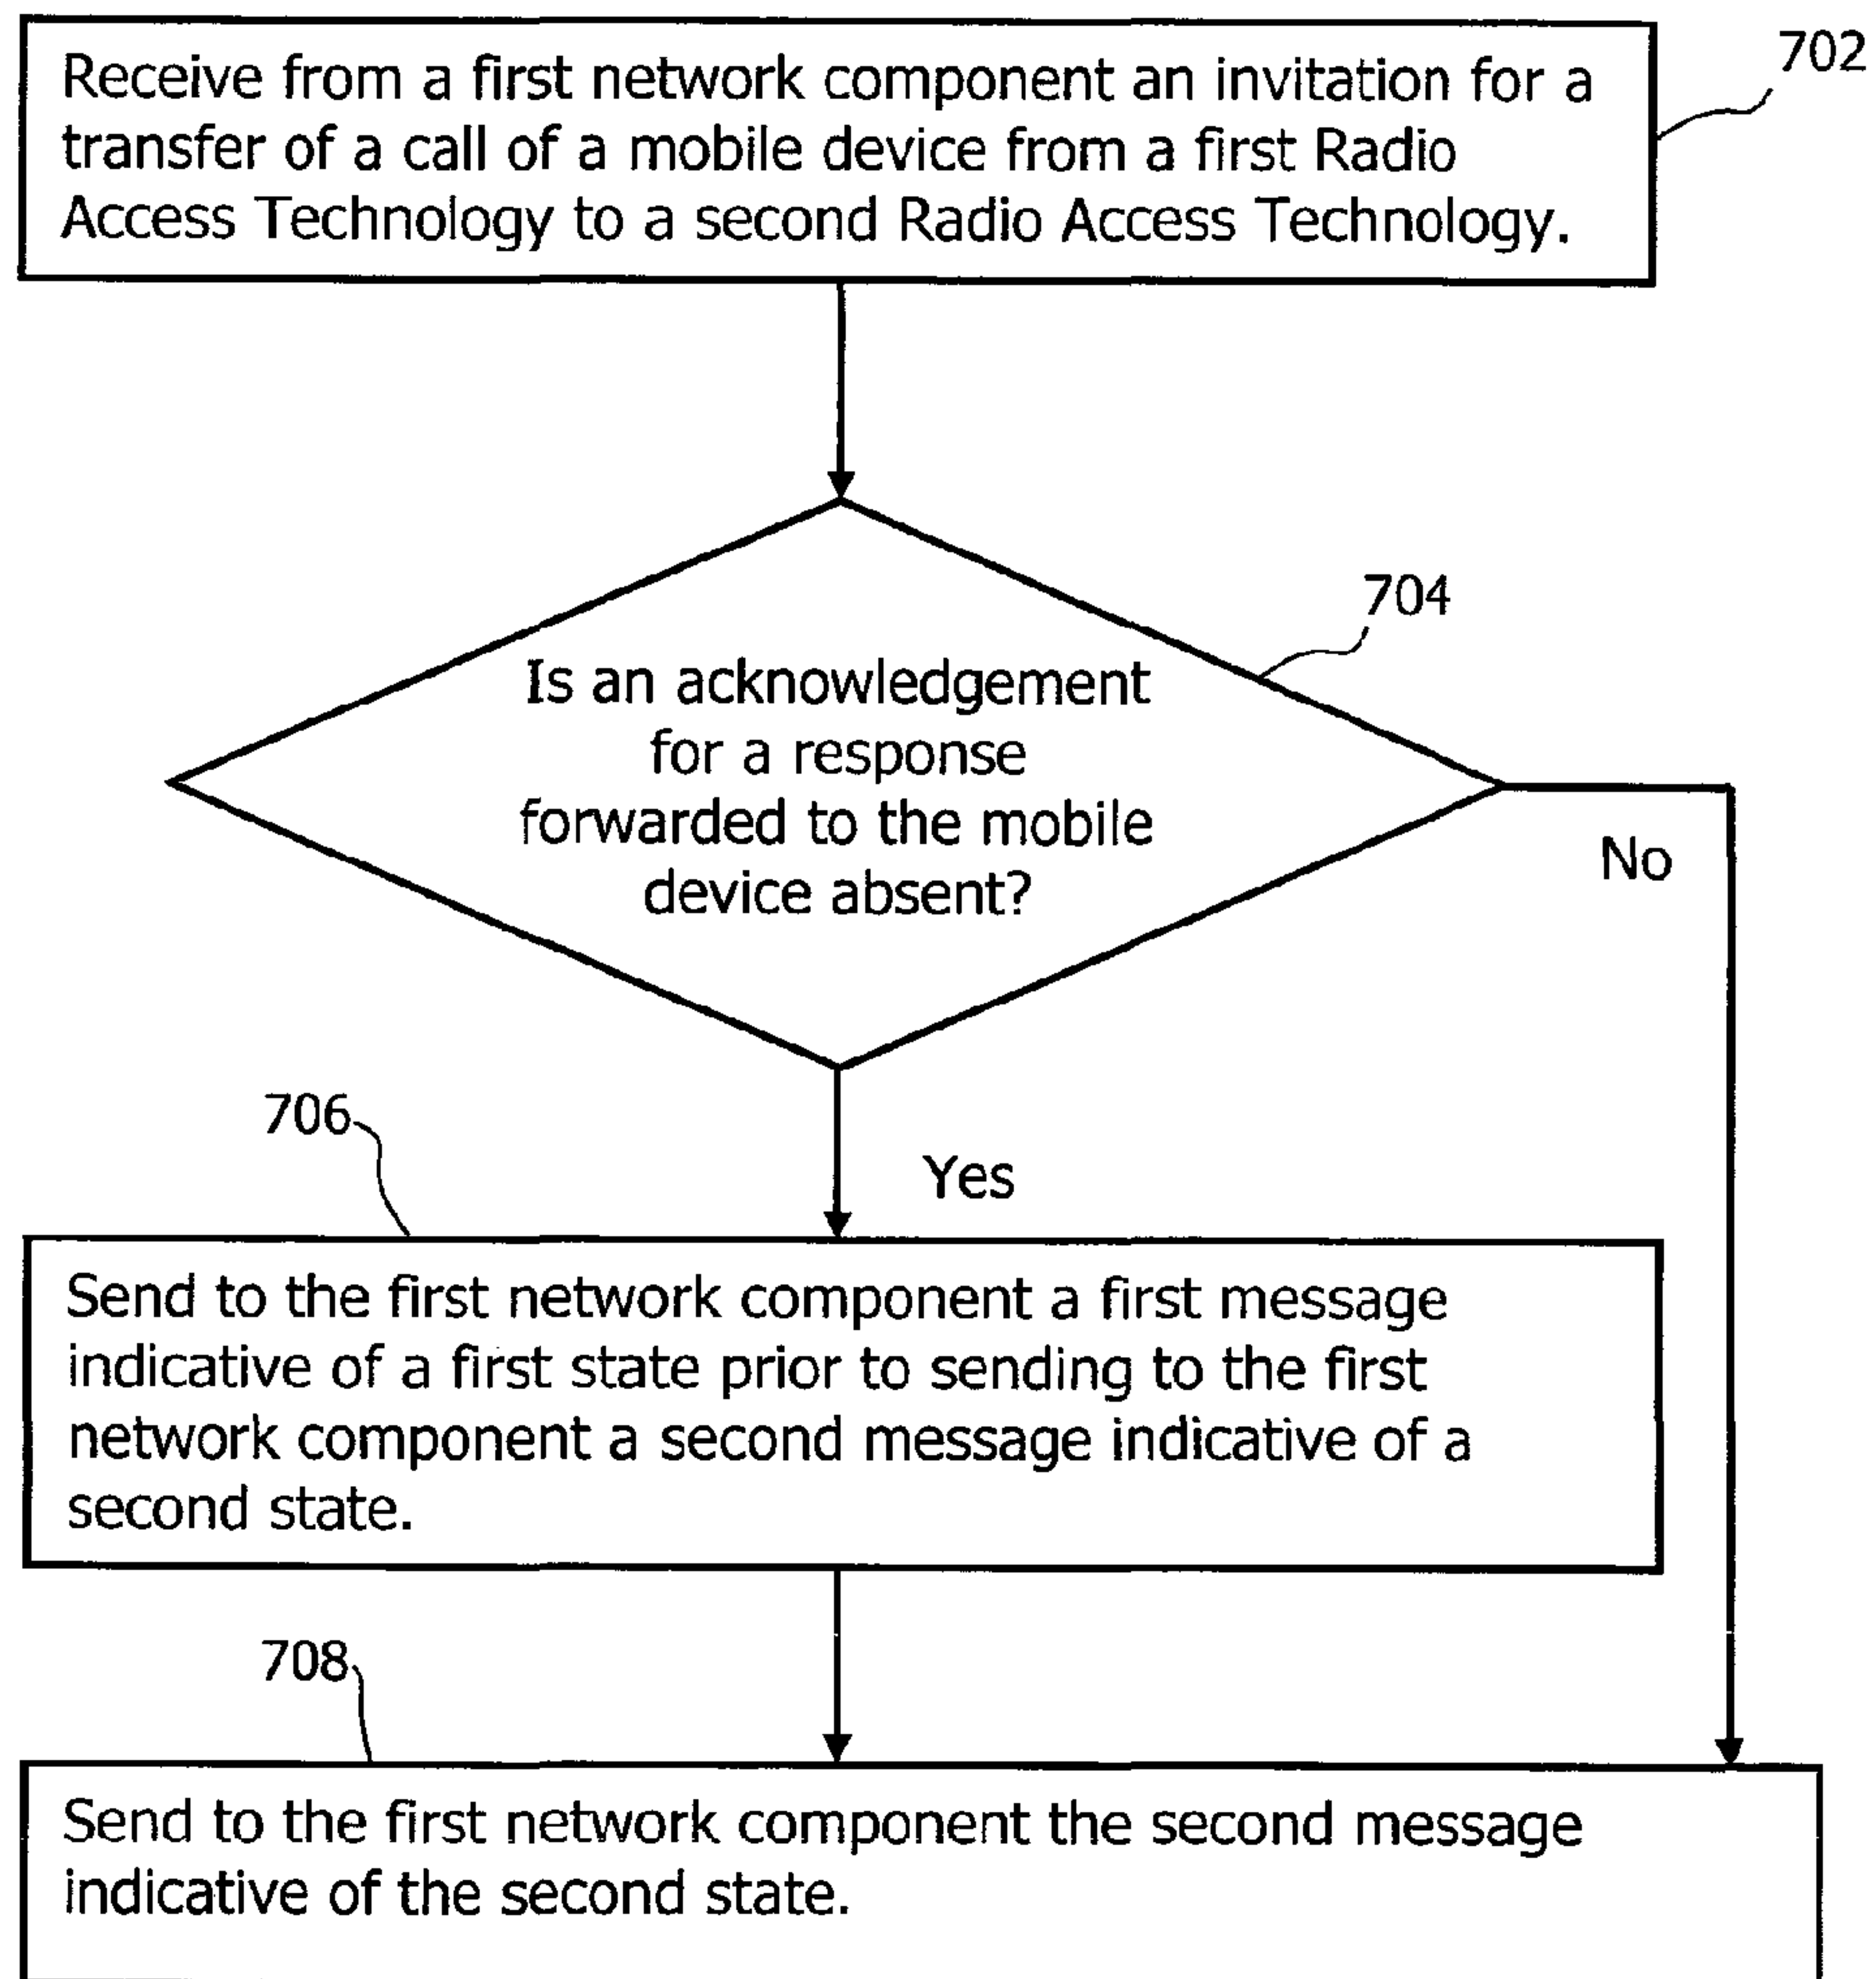 Receive from a first network component an invitation for a
transfer of a call of a mobile device from a first Radio
Access Technology to a second Radio Access Technology.
702
704
Is an acknowledgement
for a response
forwarded to the mobile
device absent?
No
706
Yes
Send to the first network component a first message
indicative of a first state prior to sending to the first
network component a second message indicative of a
second state.
708
Send to the first network component the second message
indicative of the second state.